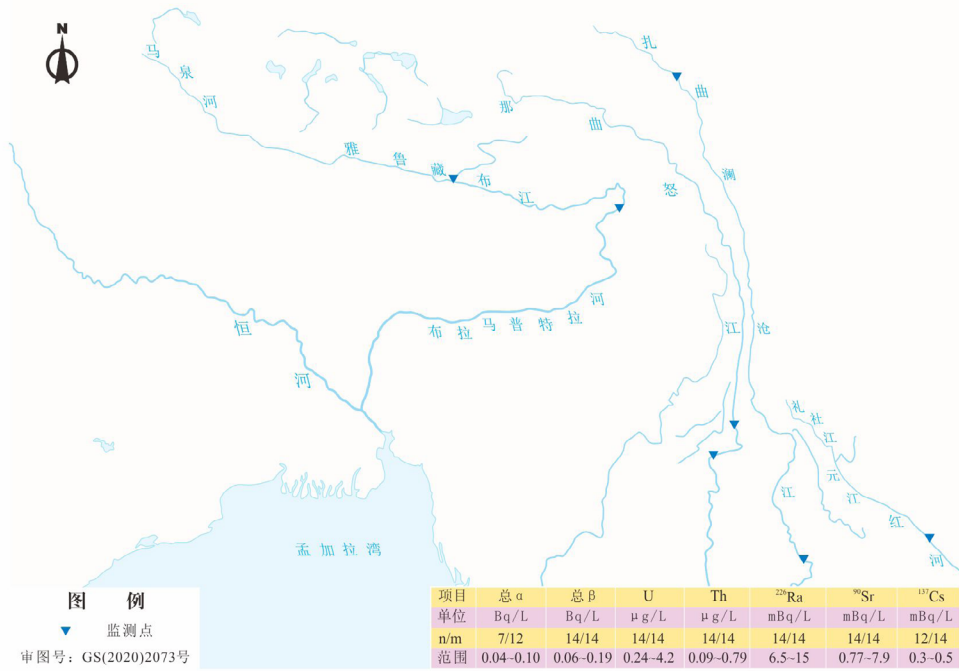 N
马泉河
扎曲
那曲
雅鲁藏布江
澜沧江
怒江
恒河
布拉马普特拉河
礼社江
元江
红河
孟加拉湾
图 例
监测点
审图号：GS(2020)2073号
项目 总α 总β U Th ²²⁶Ra ⁹⁰Sr ¹³⁷Cs
单位 Bq/L Bq/L μg/L μg/L mBq/L mBq/L mBq/L
n/m 7/12 14/14 14/14 14/14 14/14 14/14 12/14
范围 0.04~0.10 0.06~0.19 0.24~4.2 0.09~0.79 6.5~15 0.77~7.9 0.3~0.5